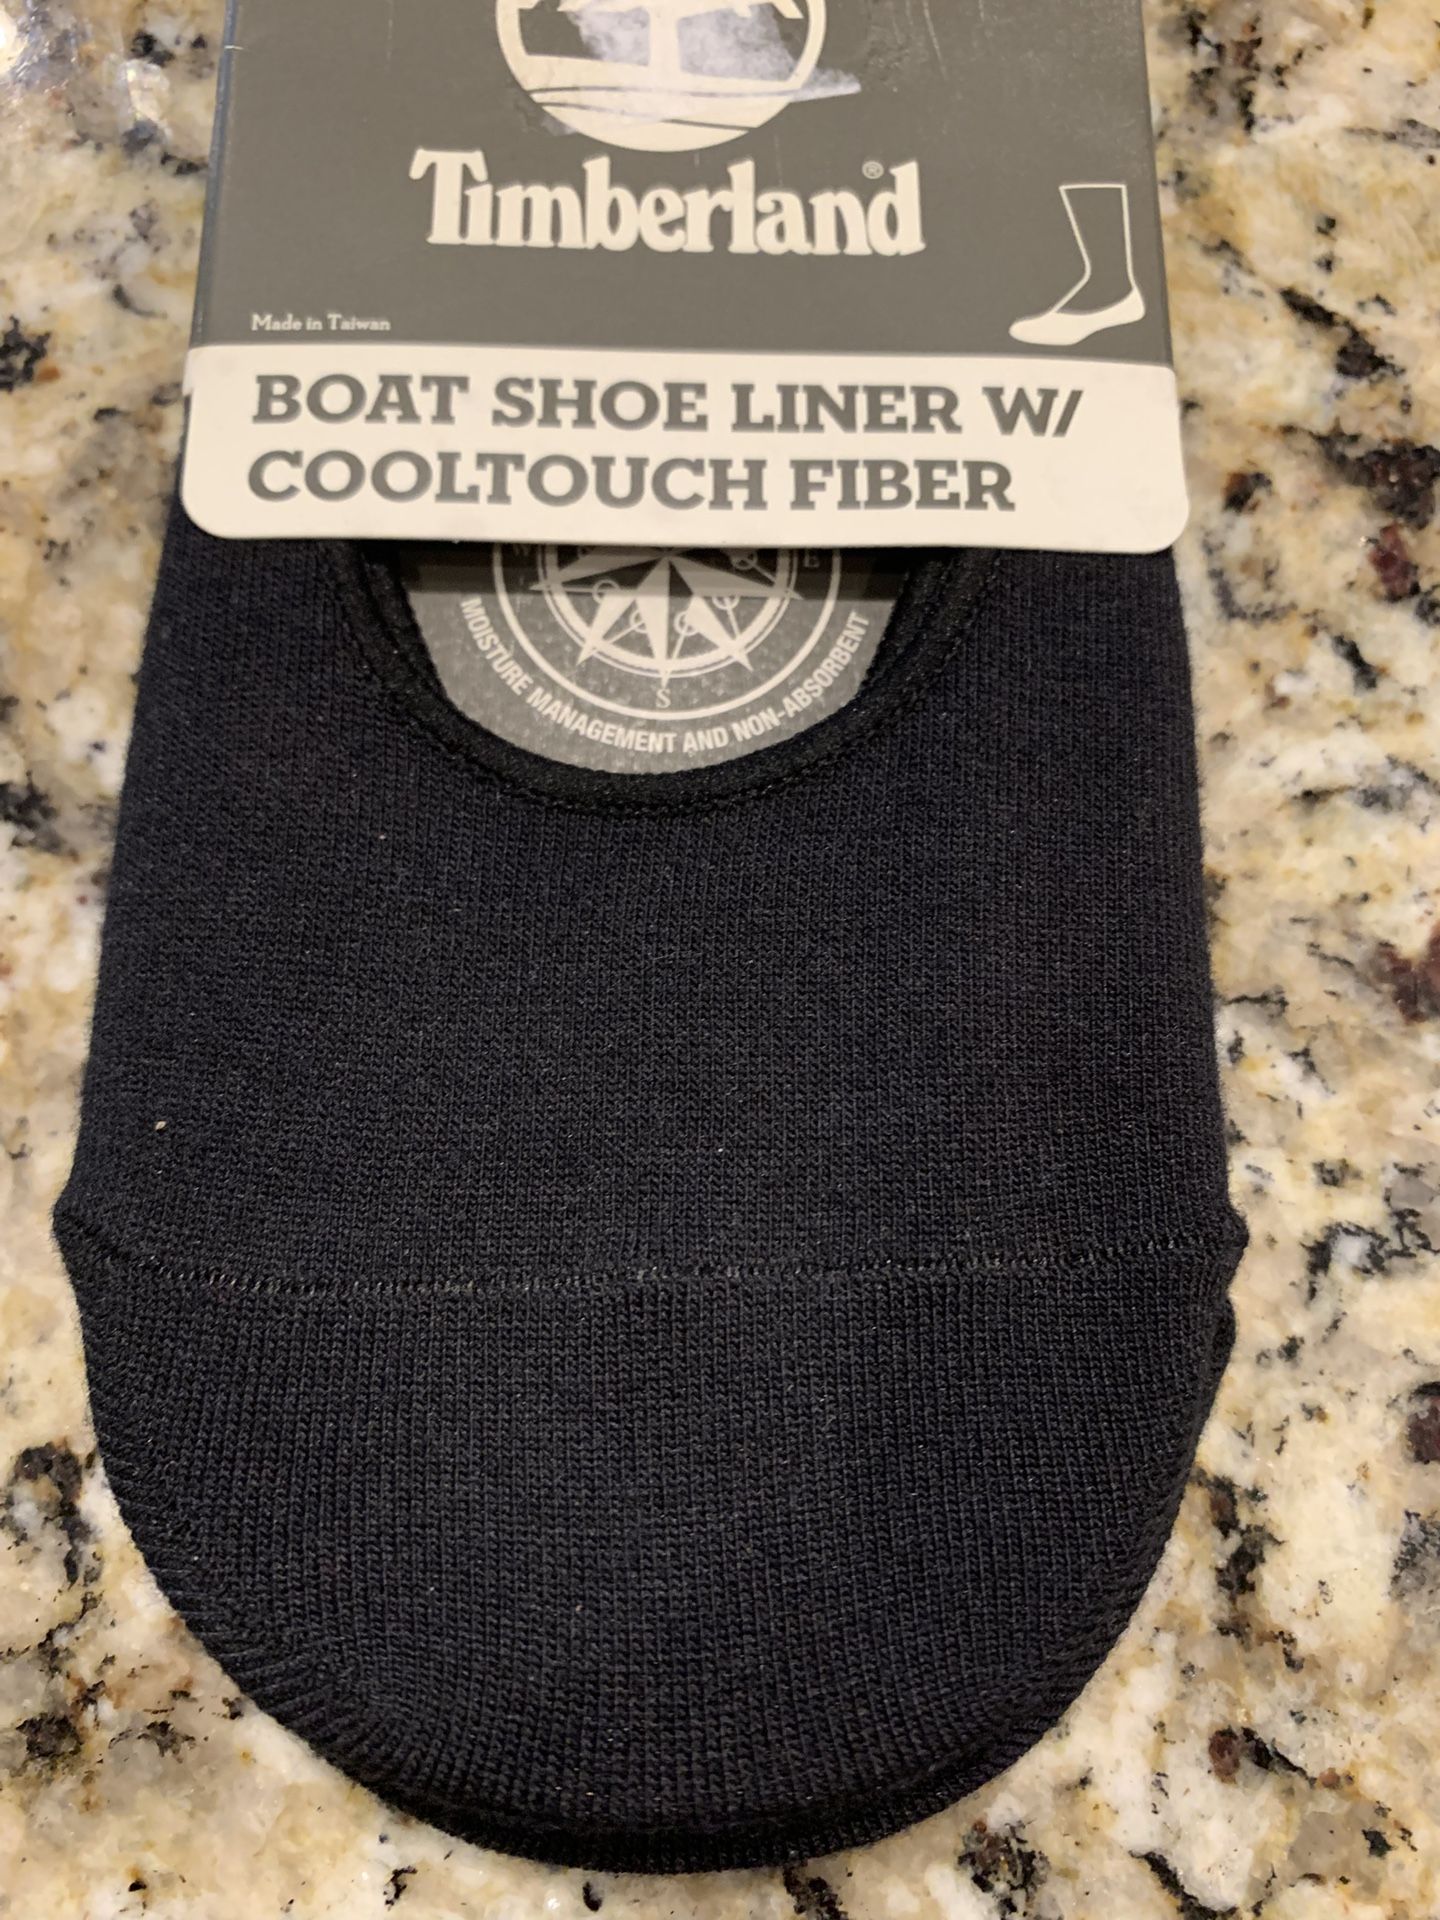 Timberland®
Made in Taiwan
BOAT SHOE LINER W/
COOLTOUCH FIBER
W E
S
MOISTURE MANAGEMENT AND NON-ABSORBENT